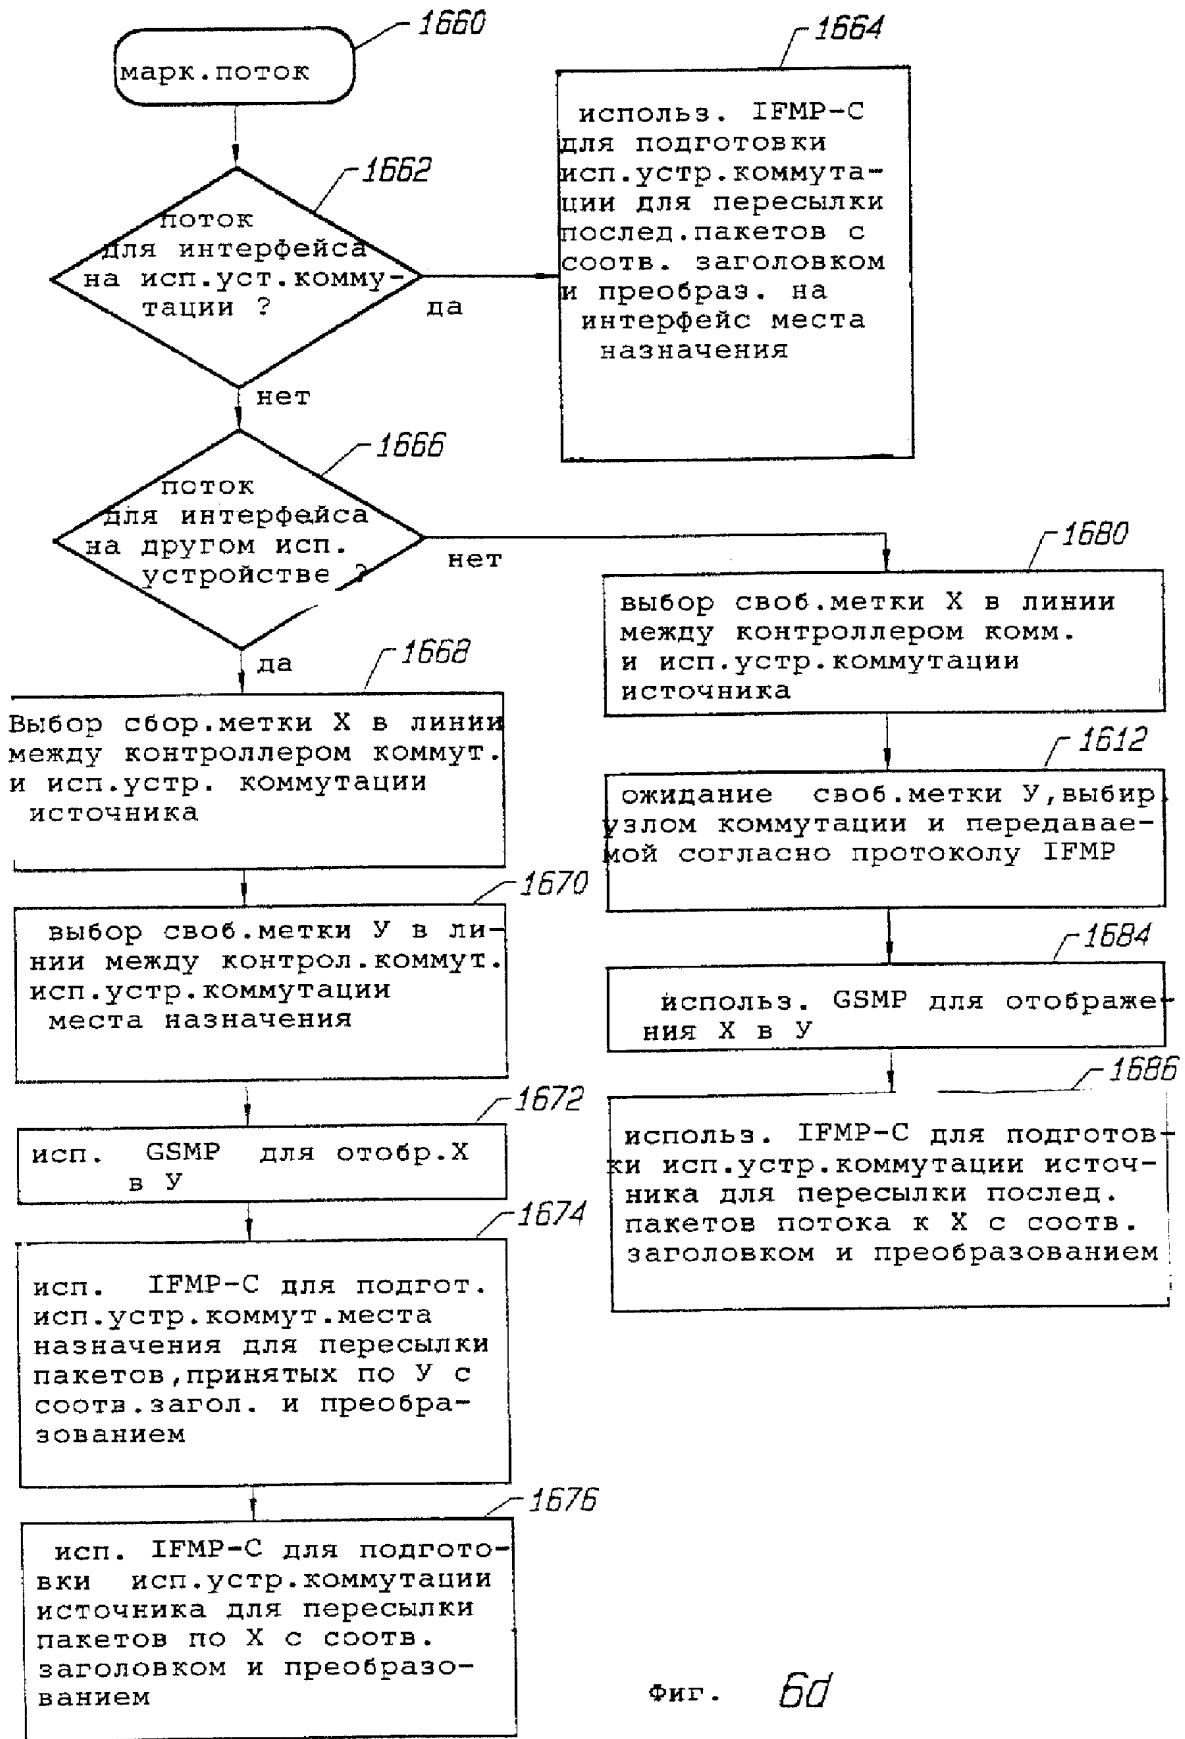 1660
марк.поток
1662
поток
для интерфейса
на исп.уст.комму-
тации ?
да
нет
1664
использ. IFMP-C
для подготовки
исп.устр.коммута-
ции для пересылки
послед.пакетов с
соотв. заголовком
и преобраз. на
интерфейс места
назначения
1666
поток
для интерфейса
на другом исп.
устройстве ?
нет
да
1668
Выбор сбор.метки X в линии
между контроллером коммут.
и исп.устр. коммутации
источника
1670
выбор своб.метки У в ли-
нии между контрол.коммут.
исп.устр.коммутации
места назначения
1672
исп. GSMP для отобр.X
в У
1674
исп. IFMP-C для подгот.
исп.устр.коммут.места
назначения для пересылки
пакетов,принятых по У с
соотв.загол. и преобра-
зованием
1676
исп. IFMP-C для подгото-
вки исп.устр.коммутации
источника для пересылки
пакетов по X с соотв.
заголовком и преобразо-
ванием
1680
выбор своб.метки X в линии
между контроллером комм.
и исп.устр.коммутации
источника
1612
ожидание своб.метки У,выбир.
узлом коммутации и передавае-
мой согласно протоколу IFMP
1684
использ. GSMP для отображе-
ния X в У
1686
использ. IFMP-C для подготов-
ки исп.устр.коммутации источ-
ника для пересылки послед.
пакетов потока к X с соотв.
заголовком и преобразованием
Фиг. 6d